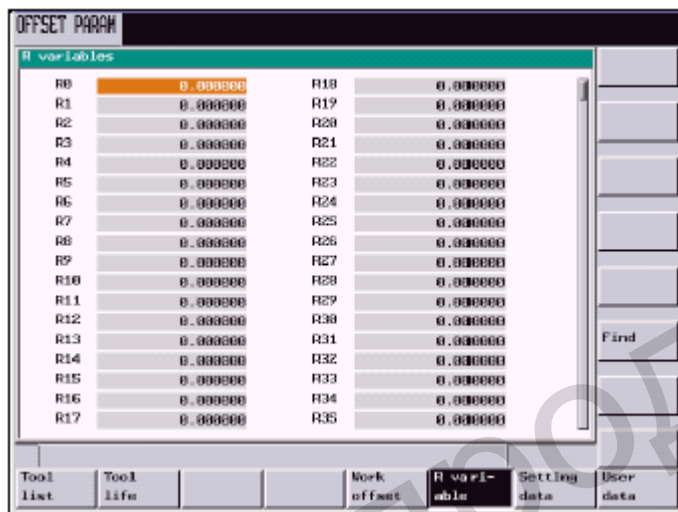 OFFSET PARAM
R variables
R0 0.000000 R18 0.000000
R1 0.000000 R19 0.000000
R2 0.000000 R20 0.000000
R3 0.000000 R21 0.000000
R4 0.000000 R22 0.000000
R5 0.000000 R23 0.000000
R6 0.000000 R24 0.000000
R7 0.000000 R25 0.000000
R8 0.000000 R26 0.000000
R9 0.000000 R27 0.000000
R10 0.000000 R28 0.000000
R11 0.000000 R29 0.000000
R12 0.000000 R30 0.000000
R13 0.000000 R31 0.000000
R14 0.000000 R32 0.000000
R15 0.000000 R33 0.000000
R16 0.000000 R34 0.000000
R17 0.000000 R35 0.000000
Find
Tool list
Tool life
Work offset
R vari-able
Setting data
User data